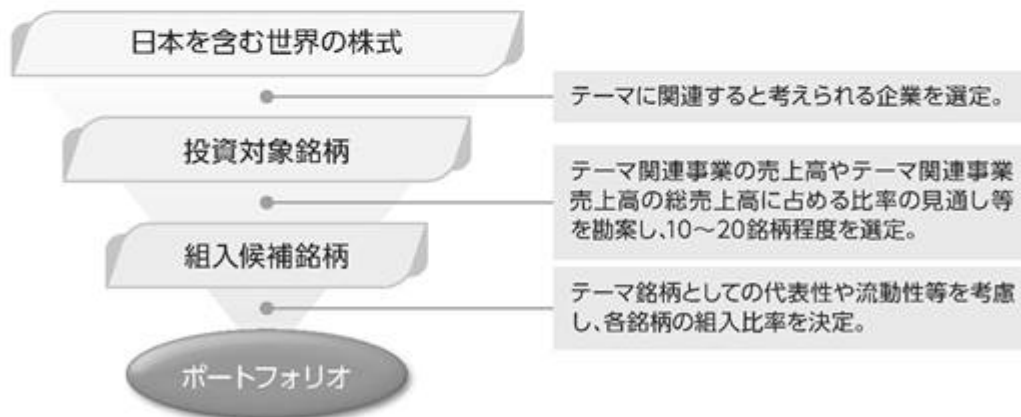 日本を含む世界の株式
テーマに関連すると考えられる企業を選定。
投資対象銘柄
テーマ関連事業の売上高やテーマ関連事業
売上高の総売上高に占める比率の見通し等
を勘案し、10～20銘柄程度を選定。
組入候補銘柄
テーマ銘柄としての代表性や流動性等を考慮
し、各銘柄の組入比率を決定。
ポートフォリオ